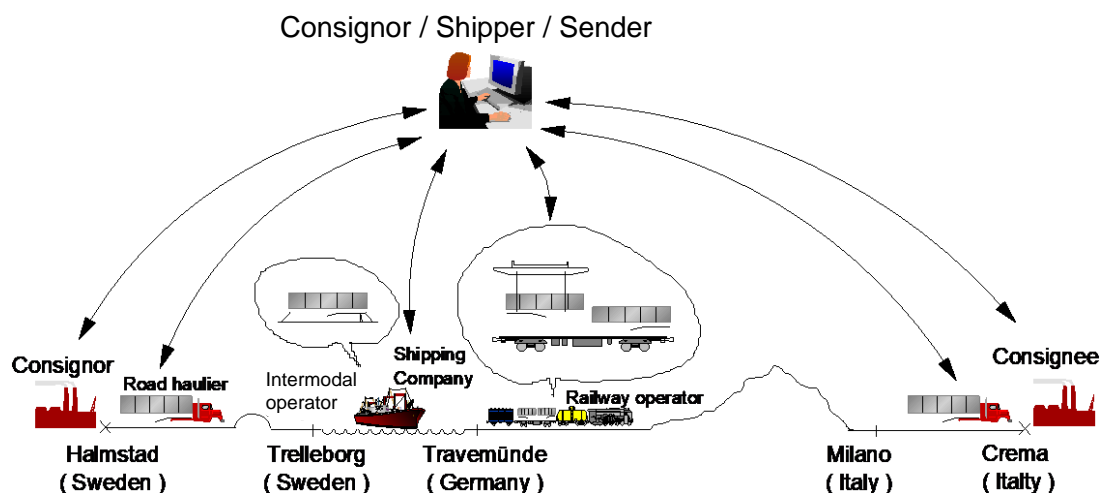 Consignor / Shipper / Sender
Consignor
Road haulier
Intermodal
operator
Shipping
Company
Railway operator
Consignee
Halmstad
( Sweden )
Trelleborg
( Sweden )
Travemünde
( Germany )
Milano
( Italy )
Crema
( Italty )